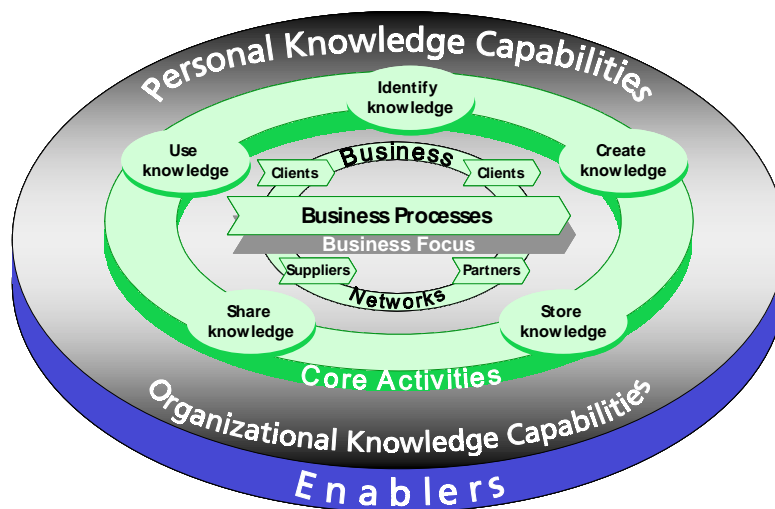 Personal Knowledge Capabilities
Identify
knowledge
Use
knowledge
Create
knowledge
Business
Clients
Clients
Business Processes
Business Focus
Suppliers
Partners
Networks
Share
knowledge
Store
knowledge
Core Activities
Organizational Knowledge Capabilities
Enablers